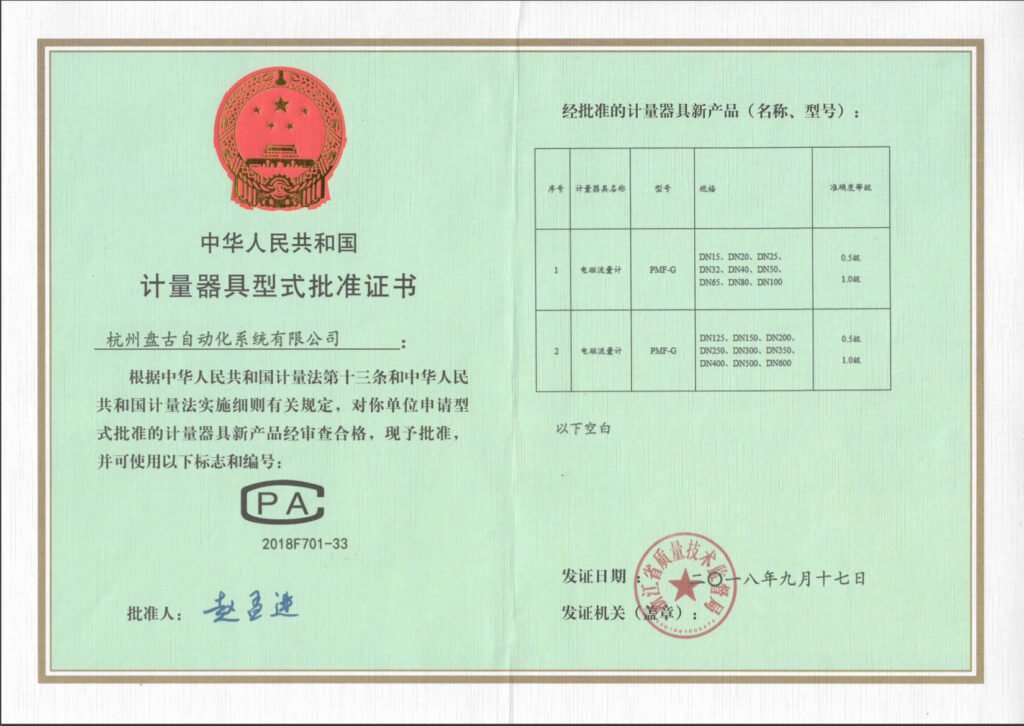 中华人民共和国
计量器具型式批准证书
杭州盘古自动化系统有限公司：
根据中华人民共和国计量法第十三条和中华人民
共和国计量法实施细则有关规定，对你单位申请型
式批准的计量器具新产品经审查合格，现予批准，
并可使用以下标志和编号：
CPA
2018F701-33
批准人：
经批准的计量器具新产品（名称、型号）：
序号 计量器具名称 型号 规格 准确度等级
1 电磁流量计 PMF-G DN15、DN20、DN25、 0.5级
DN32、DN40、DN50、
DN65、DN80、DN100 1.0级
2 电磁流量计 PMF-G DN125、DN150、DN200、 0.5级
DN250、DN300、DN350、
DN400、DN500、DN600 1.0级
以下空白
浙江省质量技术监督局
发证日期：二〇一八年九月十七日
发证机关（盖章）：